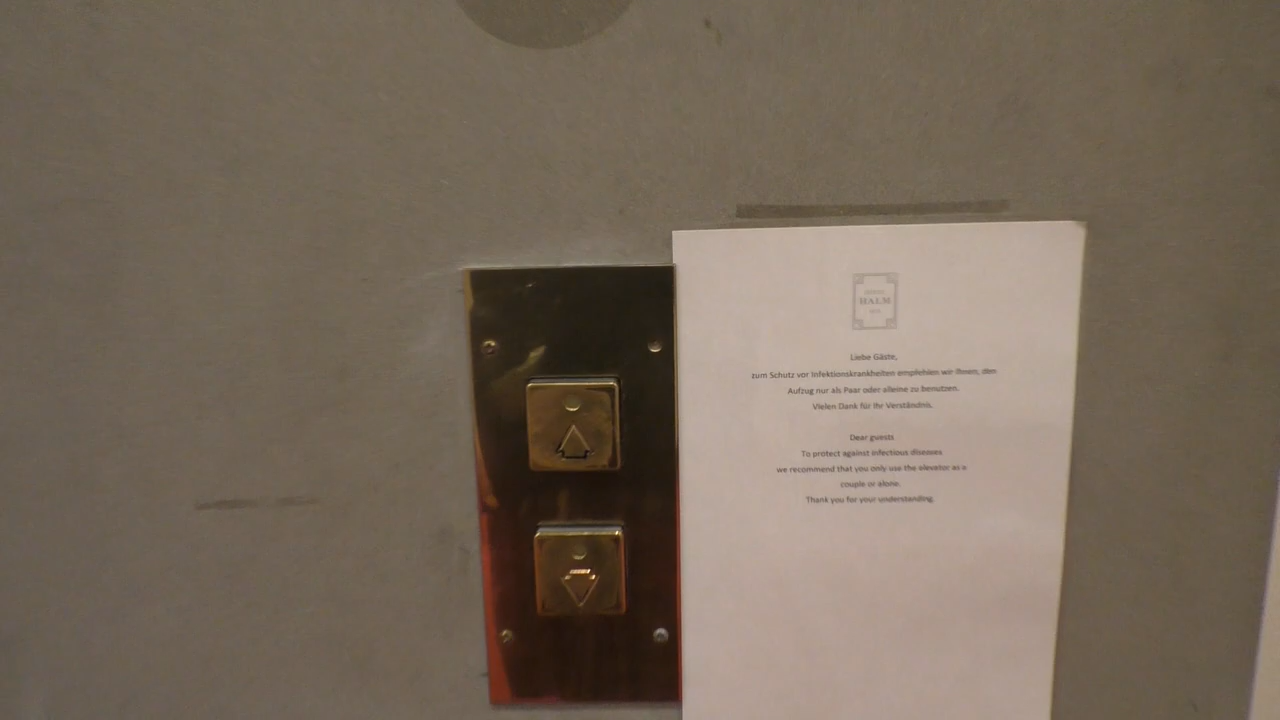 HALM
Liebe Gäste,
zum Schutz vor Infektionskrankheiten empfehlen wir Ihnen, den
Aufzug nur als Paar oder alleine zu benutzen.
Vielen Dank für Ihr Verständnis.
Dear guests
To protect against infectious diseases
we recommend that you only use the elevator as a
couple or alone.
Thank you for your understanding.